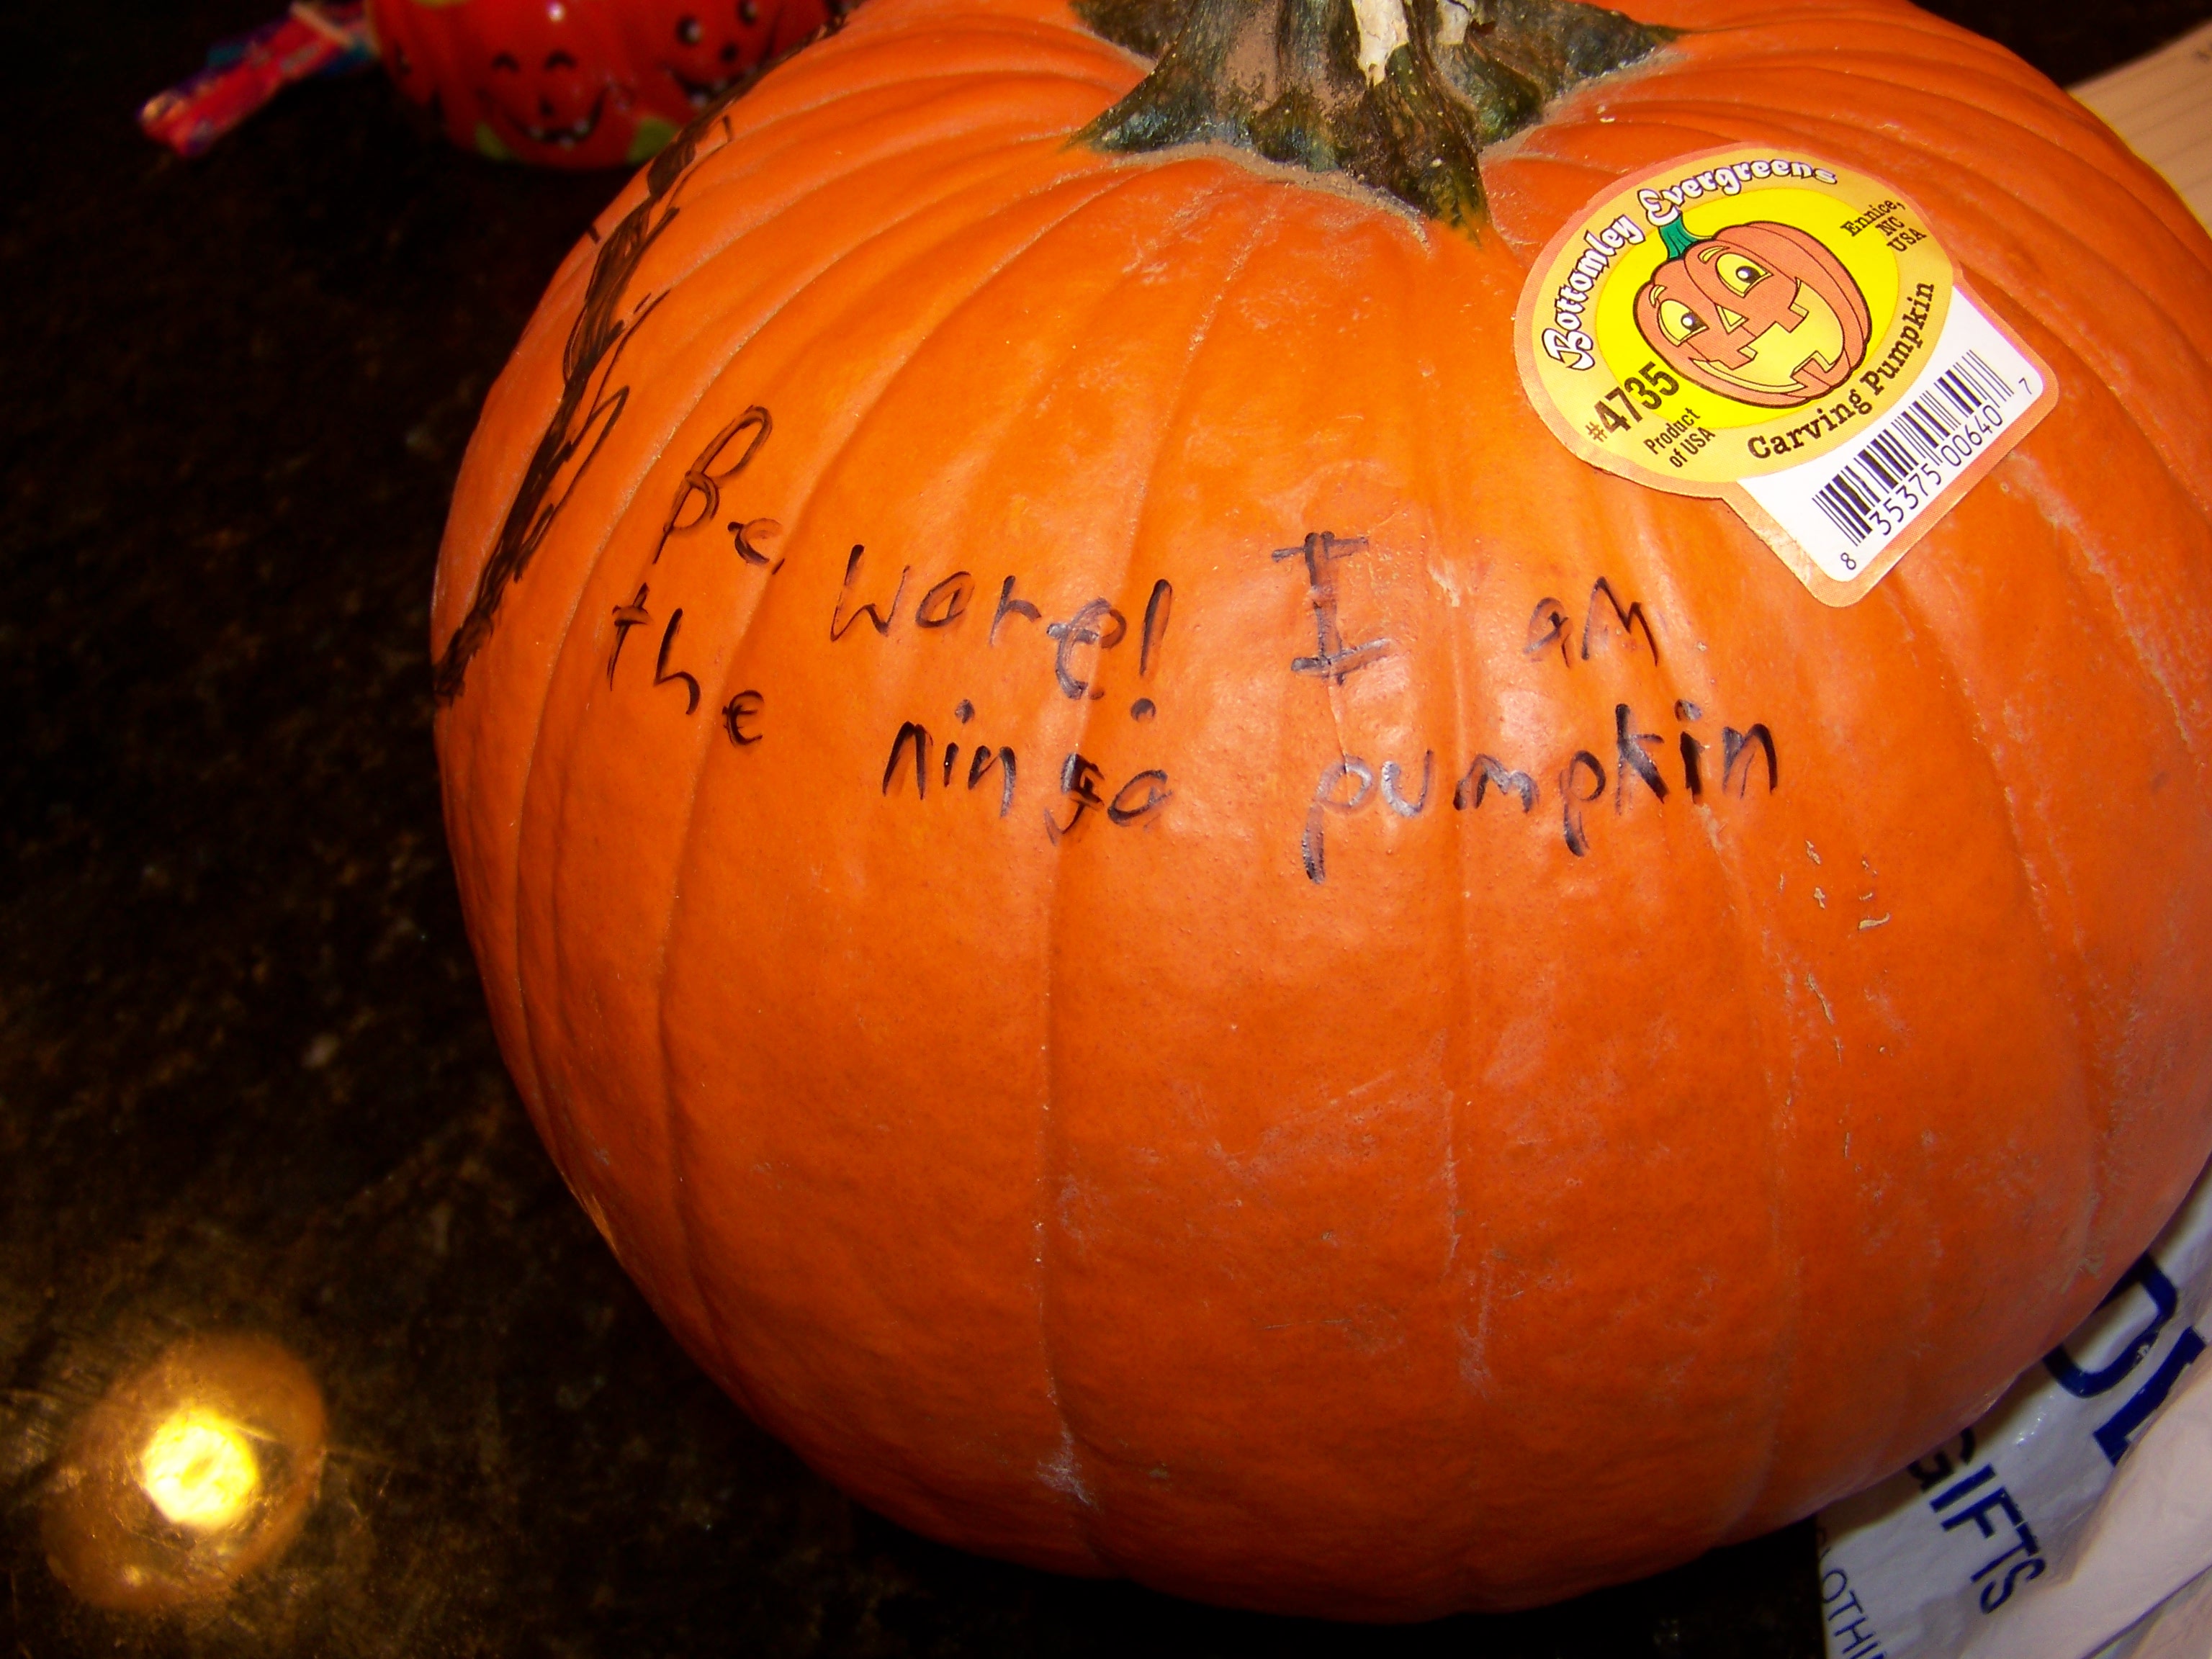 Be ware! I am
the ninja pumpkin
Bottomley Evergreens
Ennice,
NC
USA
#4735
Product
of USA
Carving Pumpkin
8 35375 00640 7
GIFTS